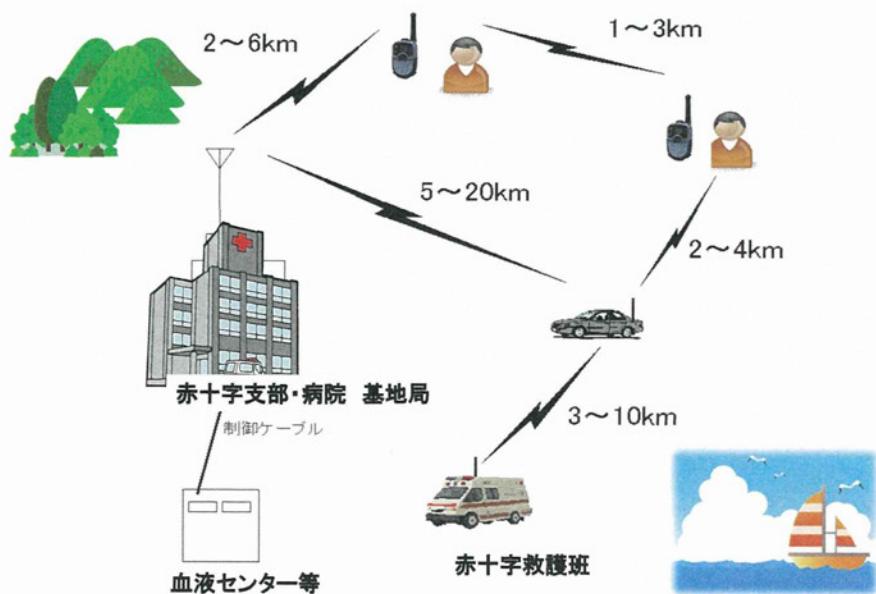 2～6km
1～3km
5～20km
2～4km
赤十字支部・病院　基地局
制御ケーブル
3～10km
血液センター等
赤十字救護班